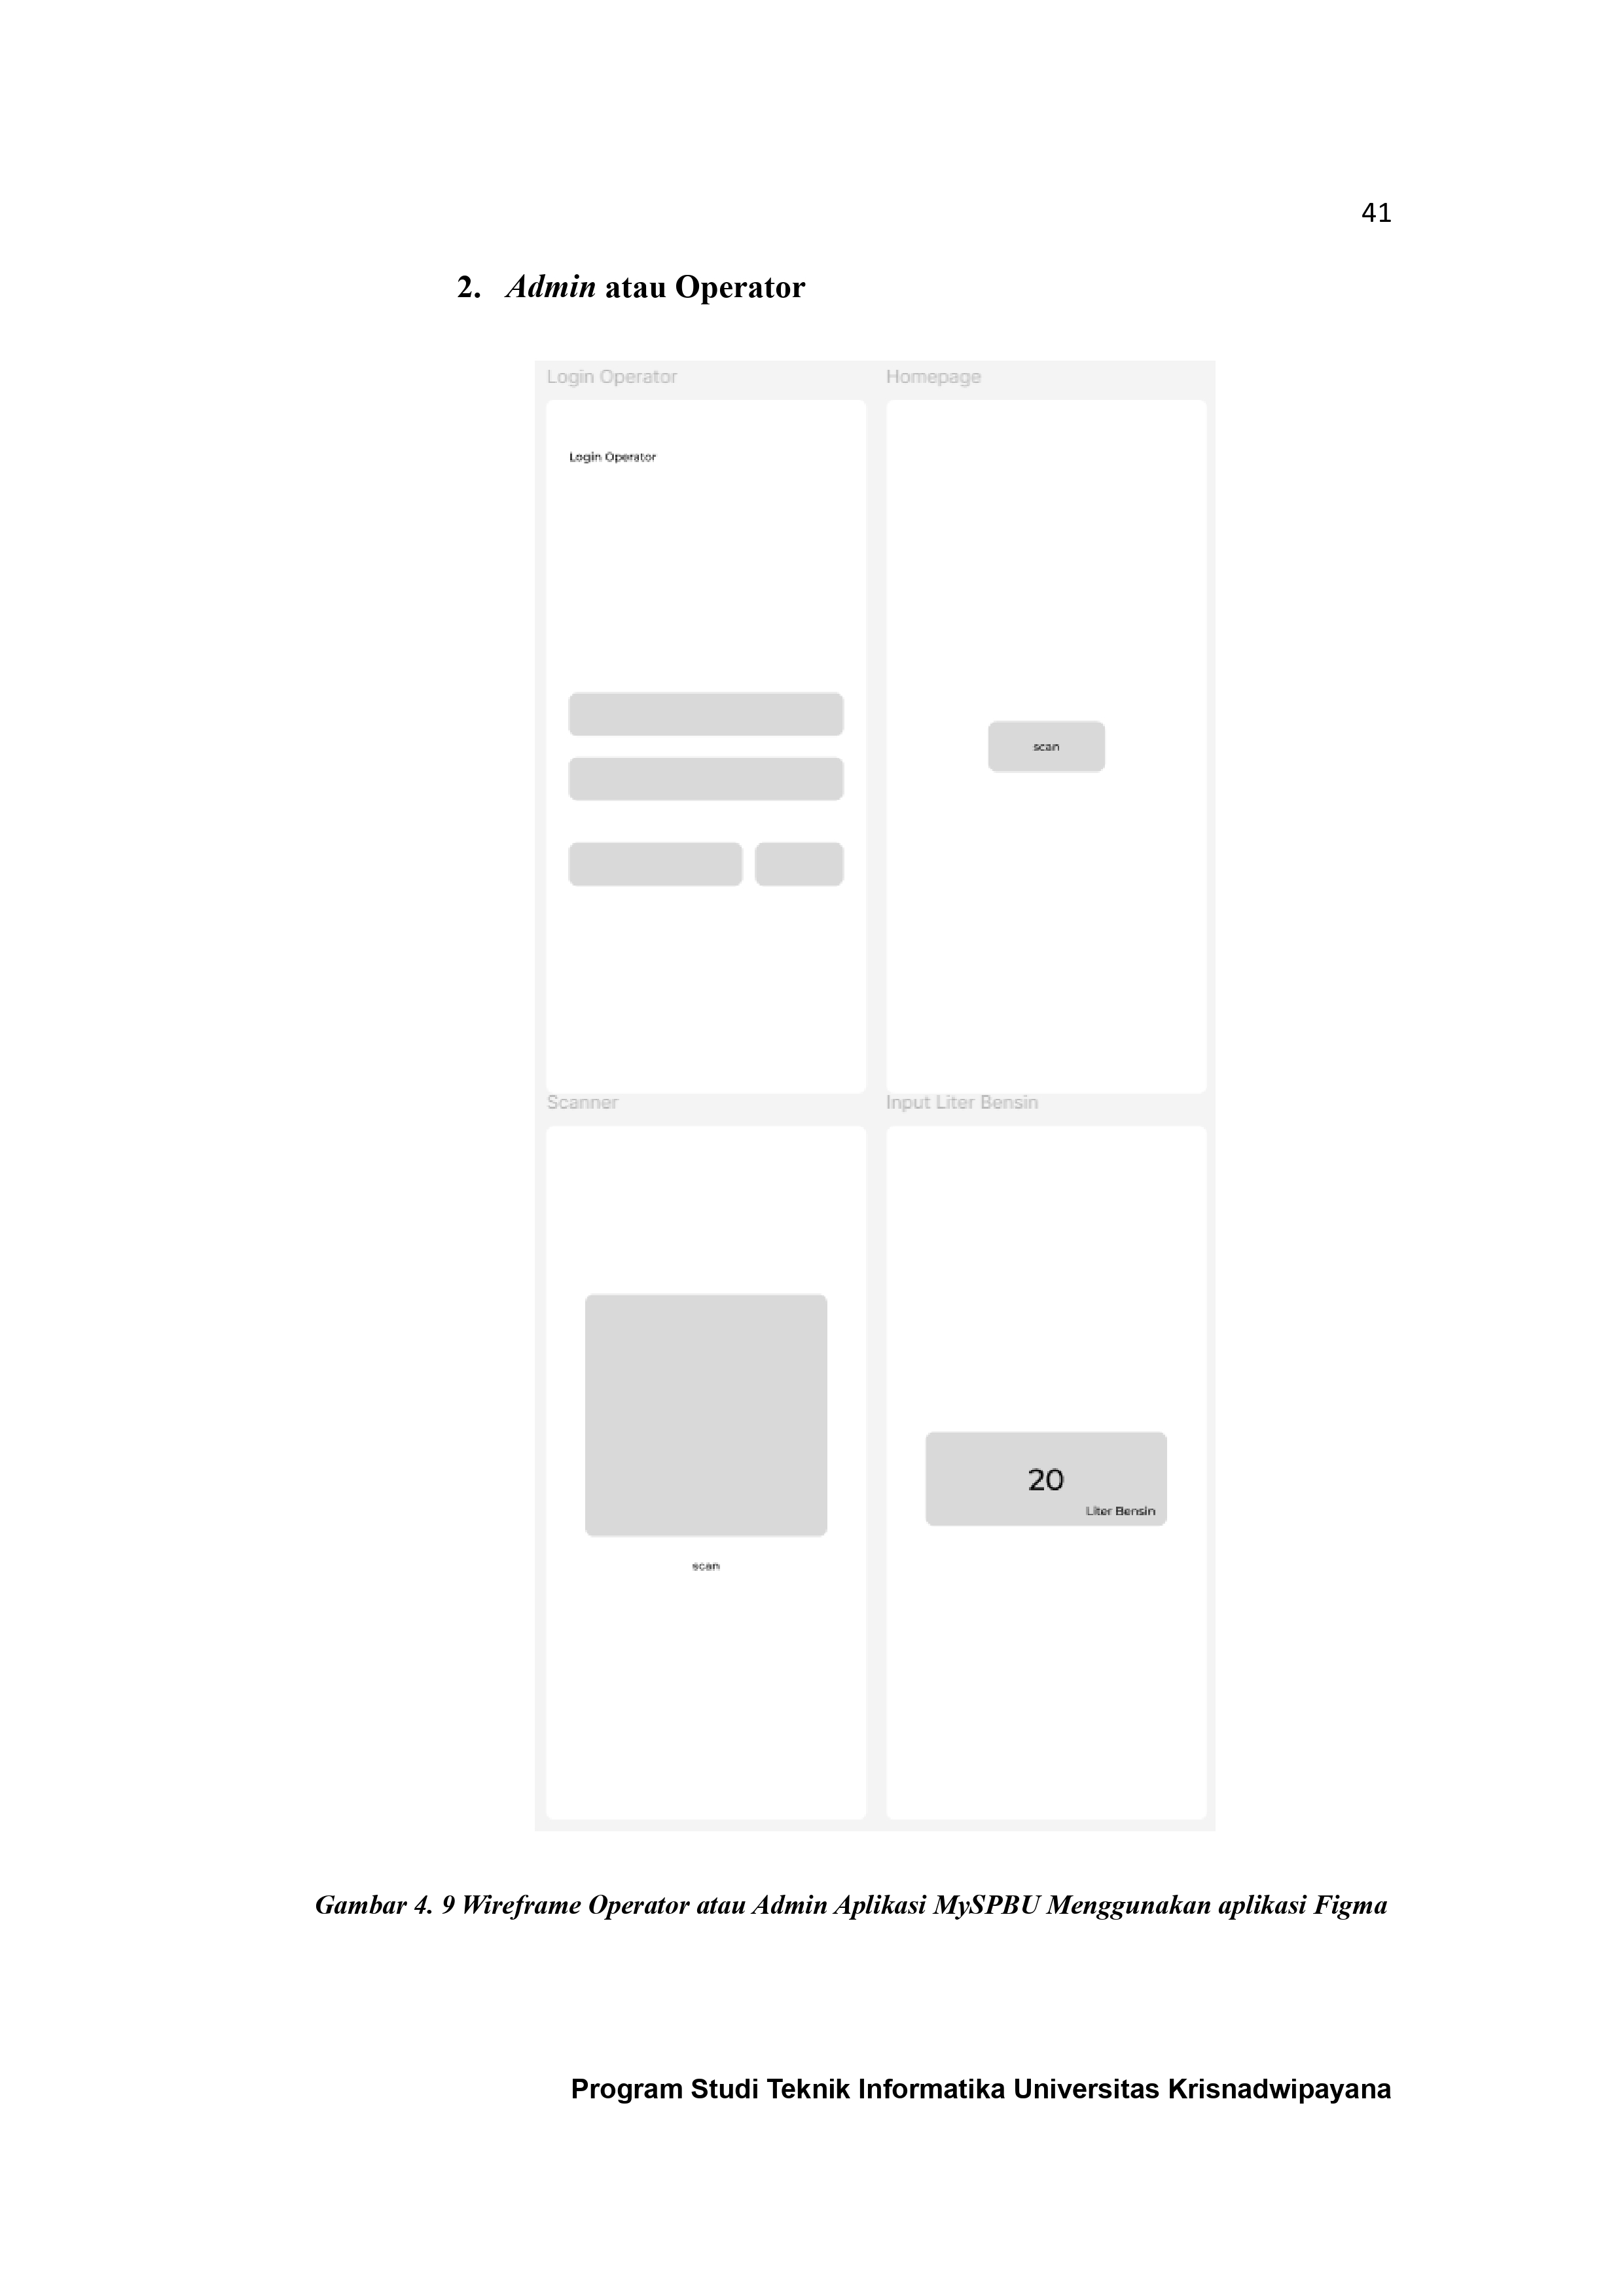 41
2. Admin atau Operator
Login Operator
Homepage
Login Operator
scan
Scanner
Input Liter Bensin
scan
20
Liter Bensin
Gambar 4. 9 Wireframe Operator atau Admin Aplikasi MySPBU Menggunakan aplikasi Figma
Program Studi Teknik Informatika Universitas Krisnadwipayana